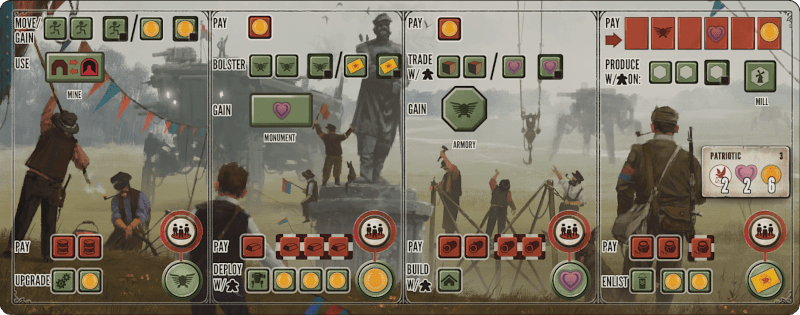 MOVE/
GAIN
USE
MINE
PAY
UPGRADE
PAY
BOLSTER
GAIN
MONUMENT
PAY
DEPLOY
W/
PAY
TRADE
W/
GAIN
ARMORY
PAY
BUILD
W/
PAY
PRODUCE
W/ ON:
MILL
PATRIOTIC 3
2 2 6
PAY
ENLIST